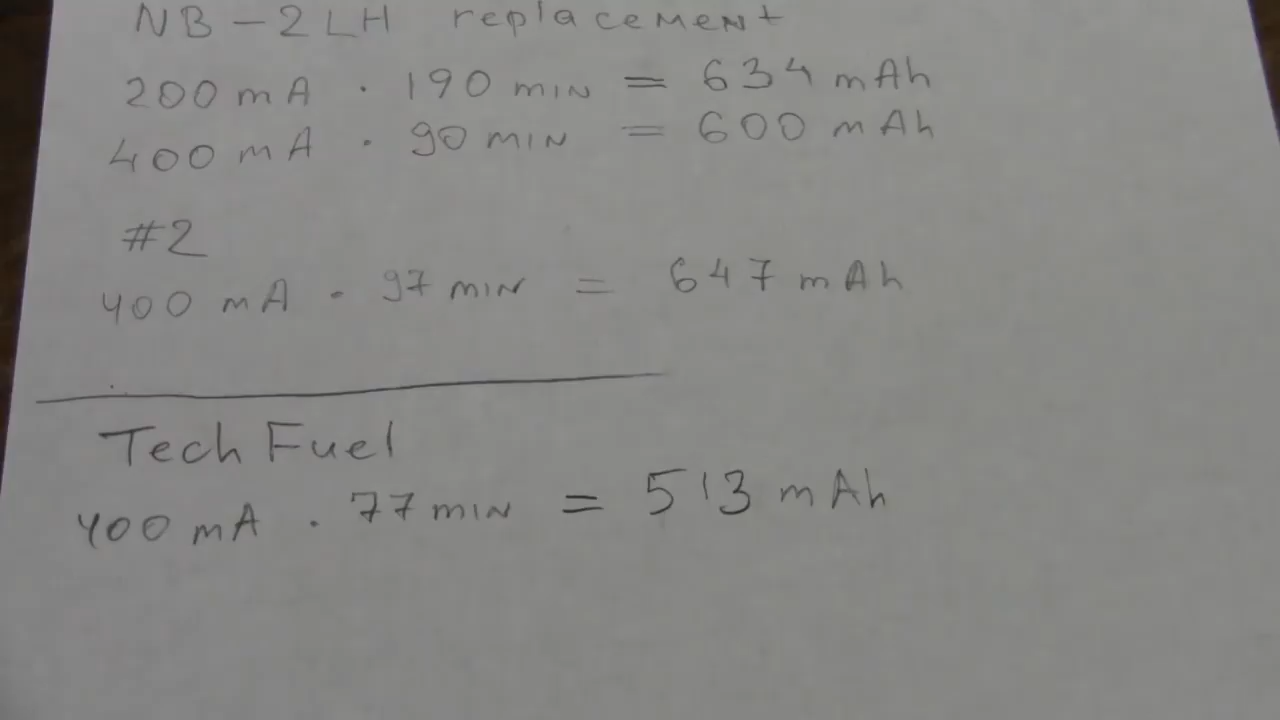 NB-2LH replacement
200 mA · 190 min = 634 mAh
400 mA · 90 min = 600 mAh
#2
400 mA · 97 min = 647 mAh
Tech Fuel
400 mA · 77 min = 513 mAh